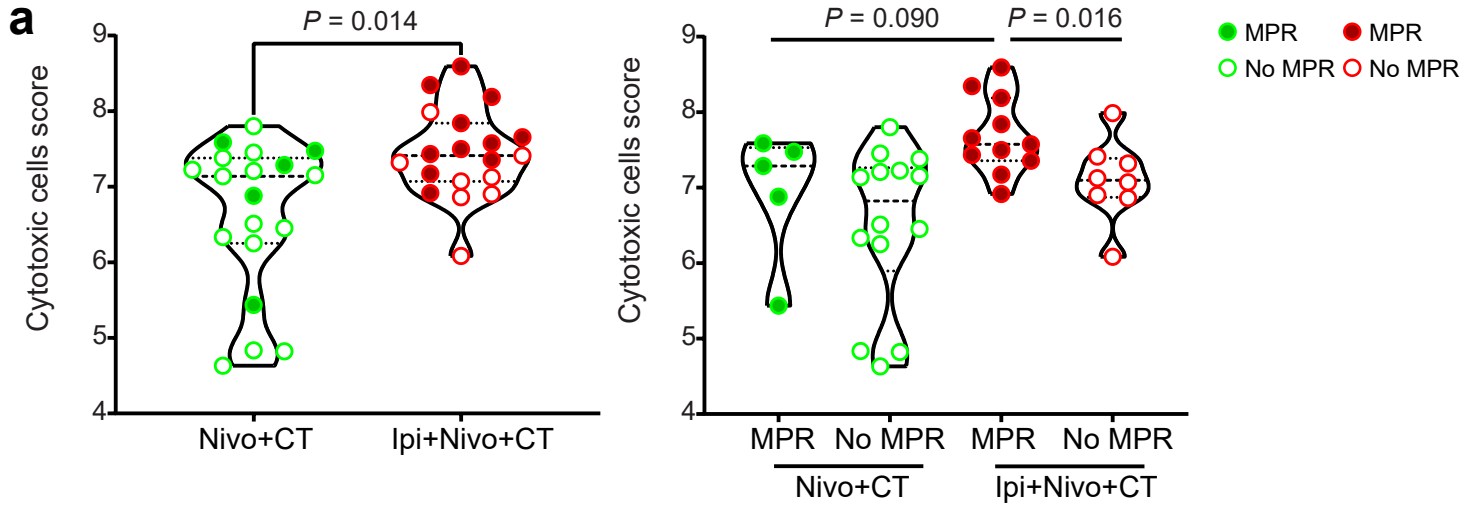 a
P = 0.014
P = 0.090
P = 0.016
MPR
MPR
No MPR
No MPR
Cytotoxic cells score
9
8
7
6
5
4
Nivo+CT
Ipi+Nivo+CT
Cytotoxic cells score
9
8
7
6
5
4
MPR
No MPR
MPR
No MPR
Nivo+CT
Ipi+Nivo+CT